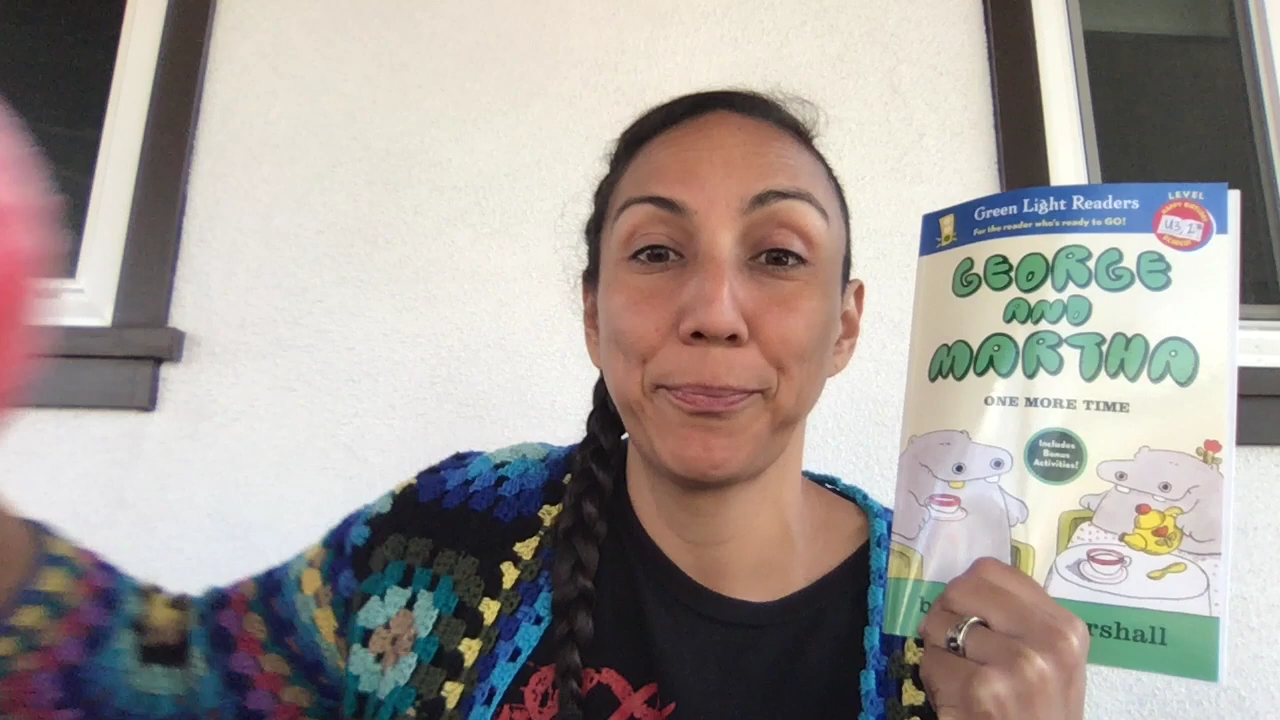 Green Light Readers
For the reader who's ready to GO!
LEVEL
HAPPY
GEORGE
AND
MARTHA
ONE MORE TIME
Includes
Bonus
Activities!